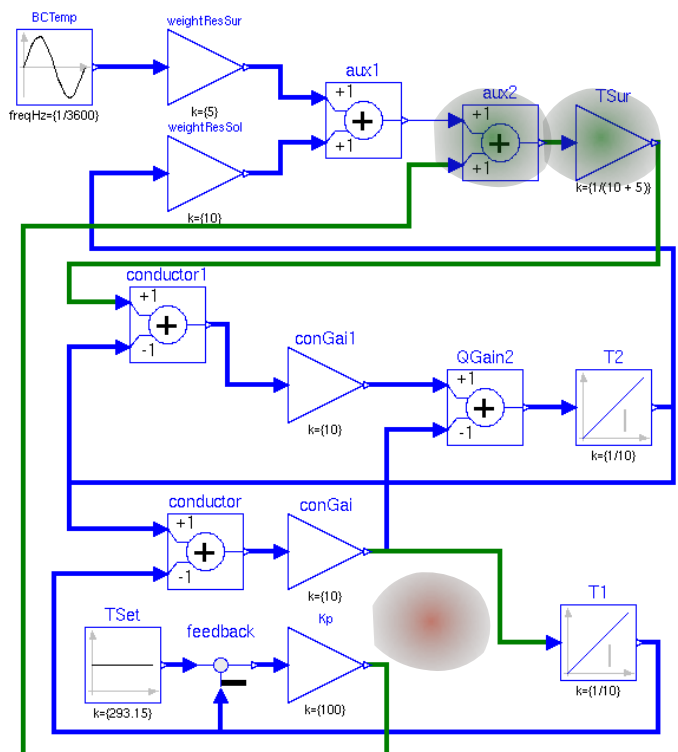 BCTemp
freqHz={1/3600}
weightResSur
k={5}
weightResSol
k={10}
aux1
+1
+
+1
aux2
+1
+
+1
TSur
k={1/(10 + 5)}
conductor1
+1
+
-1
conGai1
k={10}
QGain2
+1
+
-1
T2
I
k={1/10}
conductor
+1
+
-1
conGai
k={10}
TSet
k={293.15}
feedback
Kp
k={100}
T1
I
k={1/10}